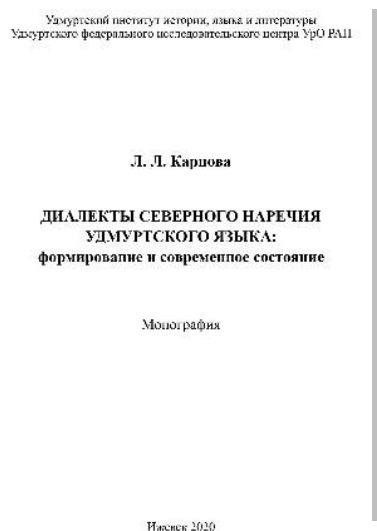 Удмуртский институт истории, языка и литературы
Удмуртского федерального исследовательского центра УрО РАН
Л. Л. Карпова
ДИАЛЕКТЫ СЕВЕРНОГО НАРЕЧИЯ
УДМУРТСКОГО ЯЗЫКА:
формирование и современное состояние
Монография
Ижевск 2020